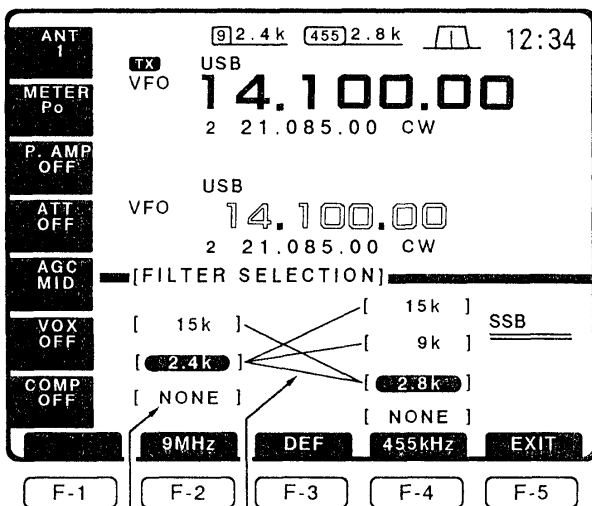 ANT
1
9 2.4k 455 2.8k 12:34
TX USB
VFO 14.100.00
2 21.085.00 CW
METER
Po
P. AMP
OFF
USB
VFO 14.100.00
2 21.085.00 CW
ATT
OFF
AGC
MID
[FILTER SELECTION]
VOX
OFF
[ 15k ] [ 15k ]
[ 9k ] SSB
[ 2.4k ] [ 2.8k ]
COMP
OFF
[ NONE ] [ NONE ]
9MHz DEF 455kHz EXIT
F-1 F-2 F-3 F-4 F-5